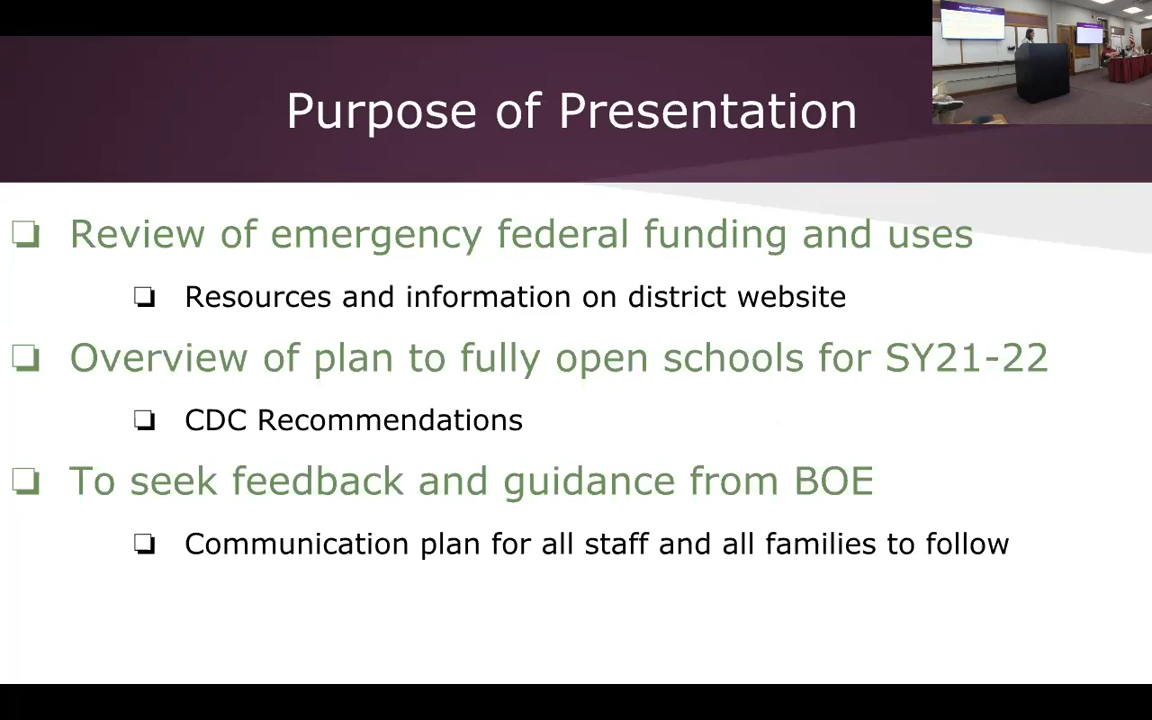 Purpose of Presentation
Review of emergency federal funding and uses
Resources and information on district website
Overview of plan to fully open schools for SY21-22
CDC Recommendations
To seek feedback and guidance from BOE
Communication plan for all staff and all families to follow